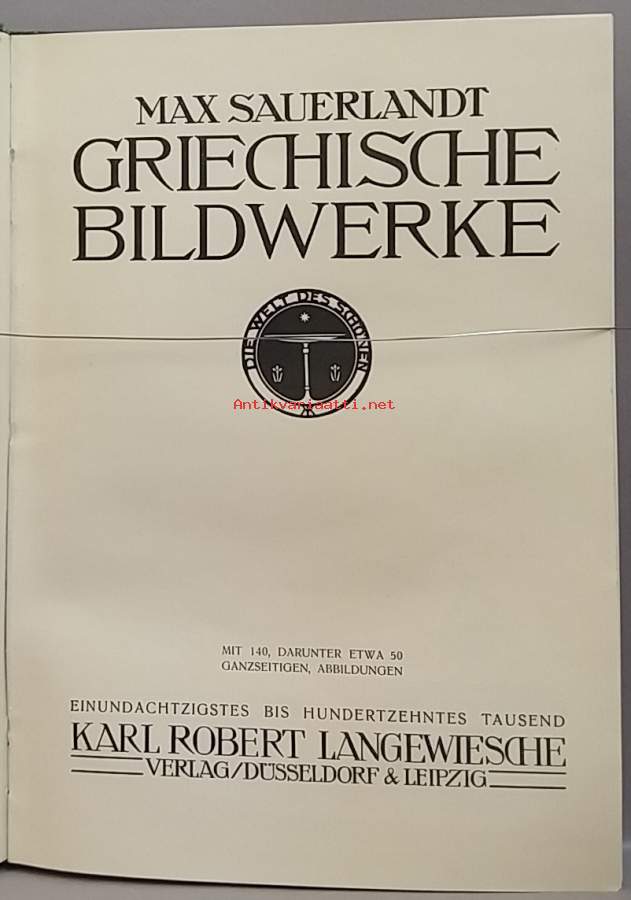 MAX SAUERLANDT
GRIECHISCHE
BILDWERKE
DIE WELT DES SCHÖNEN
Antikvariaatti.net
MIT 140, DARUNTER ETWA 50
GANZSEITIGEN, ABBILDUNGEN
EINUNDACHTZIGSTES BIS HUNDERTZEHNTES TAUSEND
KARL ROBERT LANGEWIESCHE
VERLAG/DÜSSELDORF & LEIPZIG